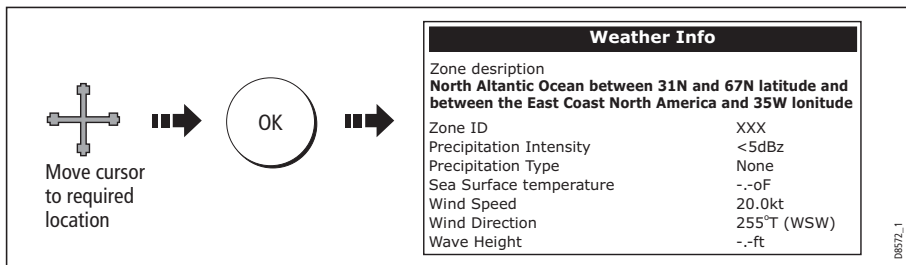 Move cursor
to required
location
OK
Weather Info
Zone desription
North Altantic Ocean between 31N and 67N latitude and
between the East Coast North America and 35W lonitude
Zone ID XXX
Precipitation Intensity <5dBz
Precipitation Type None
Sea Surface temperature -.-oF
Wind Speed 20.0kt
Wind Direction 255°T (WSW)
Wave Height -.-ft
D8572_1